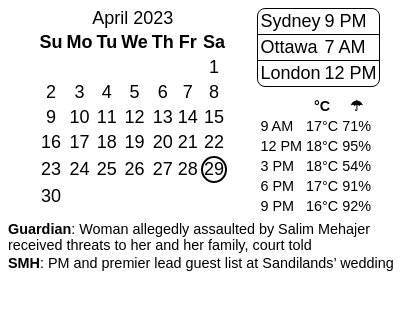 April 2023
Su Mo Tu We Th Fr Sa
1
2 3 4 5 6 7 8
9 10 11 12 13 14 15
16 17 18 19 20 21 22
23 24 25 26 27 28 29
30
Sydney 9 PM
Ottawa 7 AM
London 12 PM
°C ☂
9 AM 17°C 71%
12 PM 18°C 95%
3 PM 18°C 54%
6 PM 17°C 91%
9 PM 16°C 92%
Guardian: Woman allegedly assaulted by Salim Mehajer
received threats to her and her family, court told
SMH: PM and premier lead guest list at Sandilands’ wedding